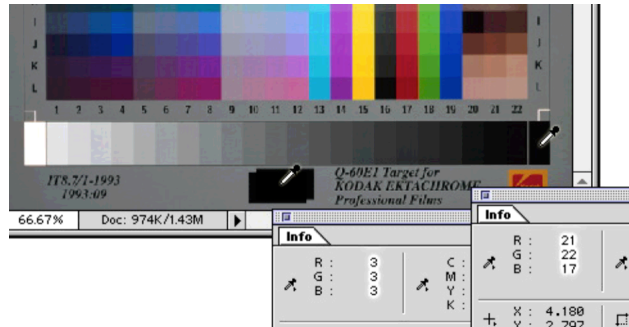 I I
J J
K K
L L
1 2 3 4 5 6 7 8 9 10 11 12 13 14 15 16 17 18 19 20 21 22
IT8.7/1-1993
1993:09
Q-60E1 Target for
KODAK EKTACHROME
Professional Films
66.67% Doc: 974K/1.43M
Info
R : 3
G : 3
B : 3
C :
M :
Y :
K :
Info
R : 21
G : 22
B : 17
X : 4.180
Y : 2.797